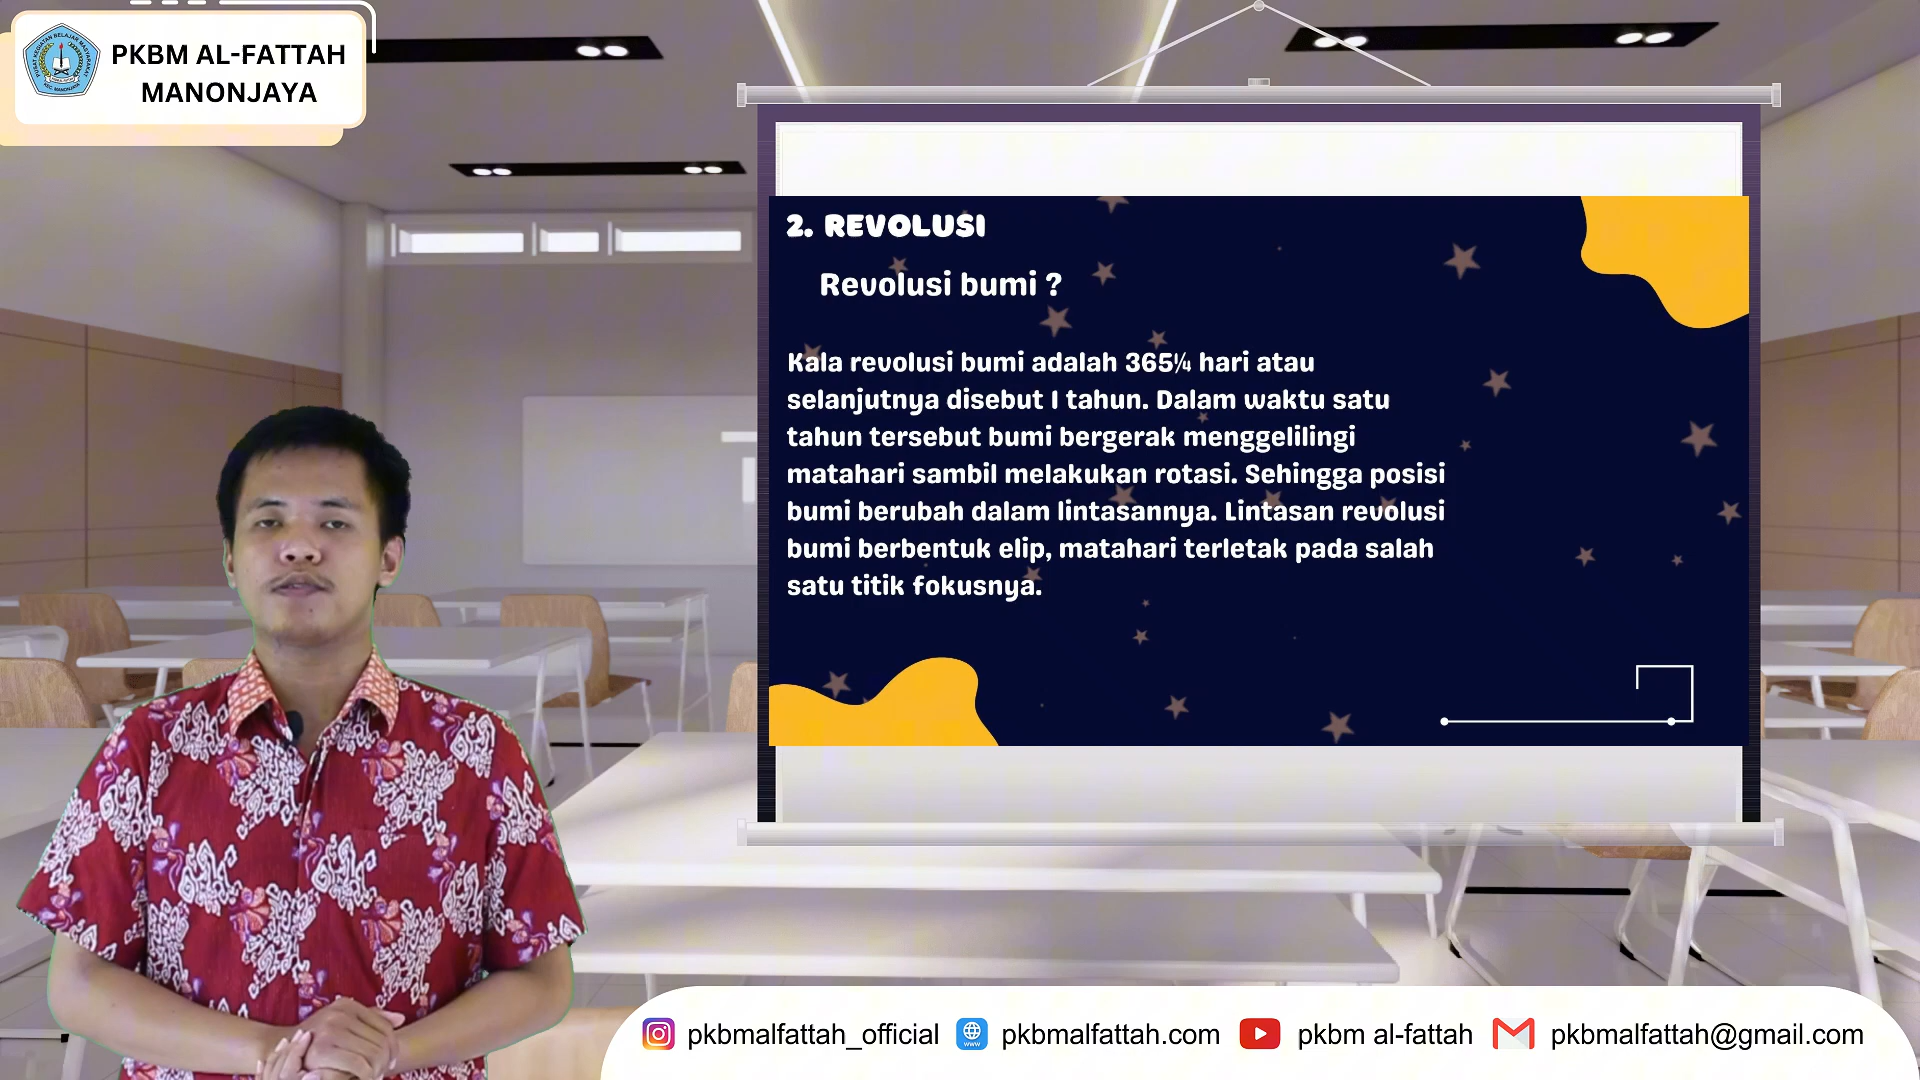 PKBM AL-FATTAH
MANONJAYA
2. REVOLUSI
Revolusi bumi ?
Kala revolusi bumi adalah 365¼ hari atau
selanjutnya disebut 1 tahun. Dalam waktu satu
tahun tersebut bumi bergerak menggelilingi
matahari sambil melakukan rotasi. Sehingga posisi
bumi berubah dalam lintasannya. Lintasan revolusi
bumi berbentuk elip, matahari terletak pada salah
satu titik fokusnya.
pkbmalfattah_official
pkbmalfattah.com
pkbm al-fattah
pkbmalfattah@gmail.com